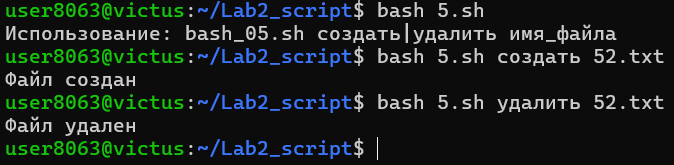 user8063@victus:~/Lab2_script$ bash 5.sh
Использование: bash_05.sh создать|удалить имя_файла
user8063@victus:~/Lab2_script$ bash 5.sh создать 52.txt
Файл создан
user8063@victus:~/Lab2_script$ bash 5.sh удалить 52.txt
Файл удален
user8063@victus:~/Lab2_script$